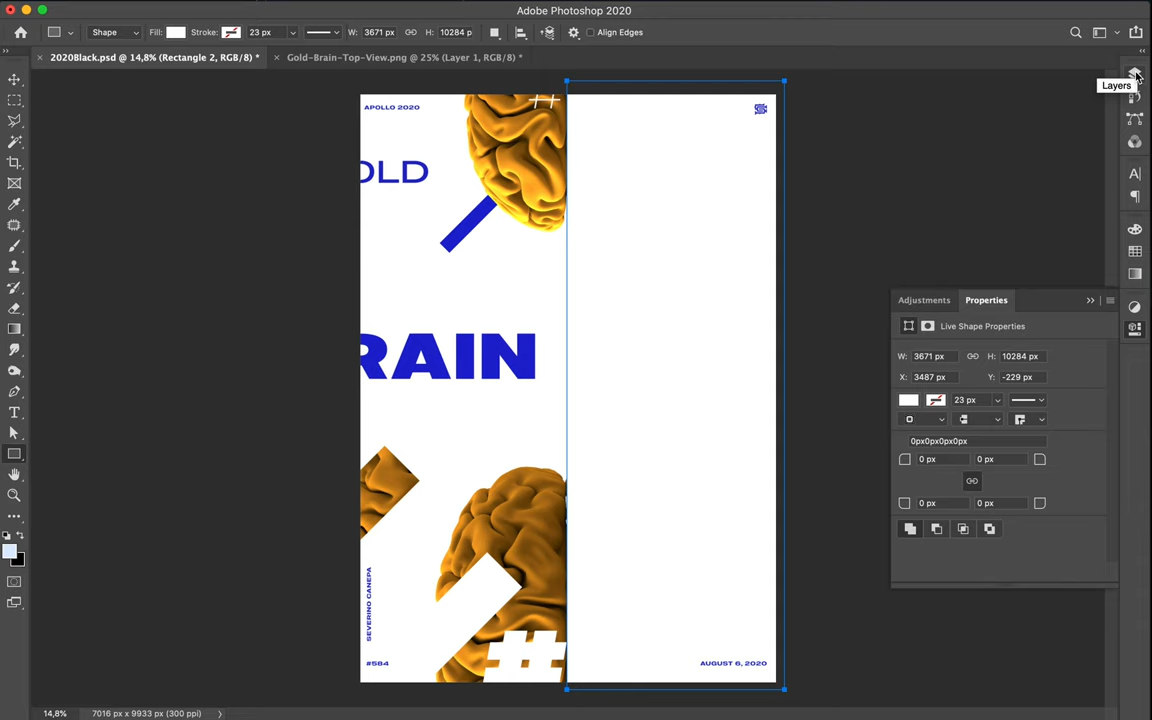 Adobe Photoshop 2020
Shape Fill: Stroke: 23 px W: 3671 px H: 10284 p Align Edges
2020Black.psd @ 14,8% (Rectangle 2, RGB/8) * Gold-Brain-Top-View.png @ 25% (Layer 1, RGB/8) *
Layers
APOLLO 2020
OLD
RAIN
SEVERINO CANEPA
#584
#
AUGUST 6, 2020
Adjustments Properties
Live Shape Properties
W: 3671 px H: 10284 px
X: 3487 px Y: -229 px
23 px
0px0px0px0px
0 px 0 px
0 px 0 px
14,8% 7016 px x 9933 px (300 ppi)